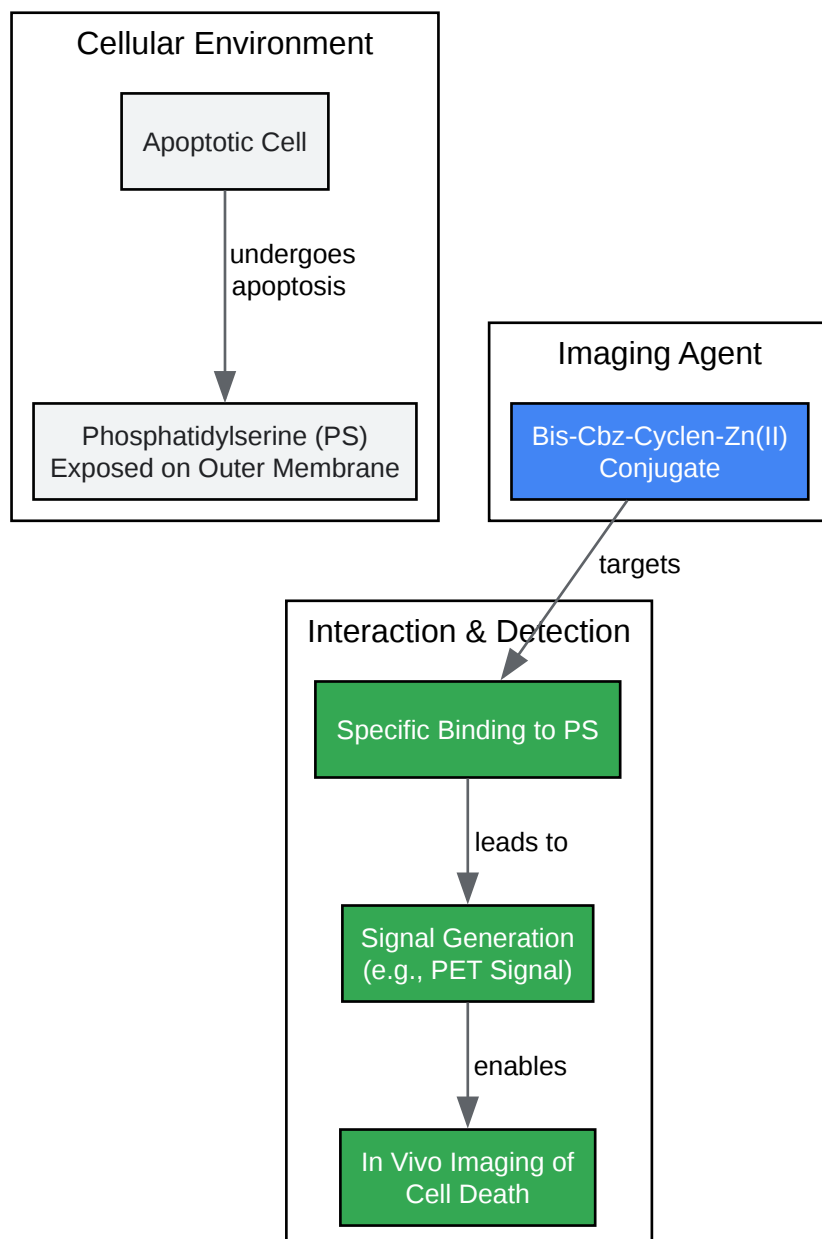 Cellular Environment
Apoptotic Cell
undergoes
apoptosis
Phosphatidylserine (PS)
Exposed on Outer Membrane
Imaging Agent
Bis-Cbz-Cyclen-Zn(II)
Conjugate
targets
Interaction & Detection
Specific Binding to PS
leads to
Signal Generation
(e.g., PET Signal)
enables
In Vivo Imaging of
Cell Death